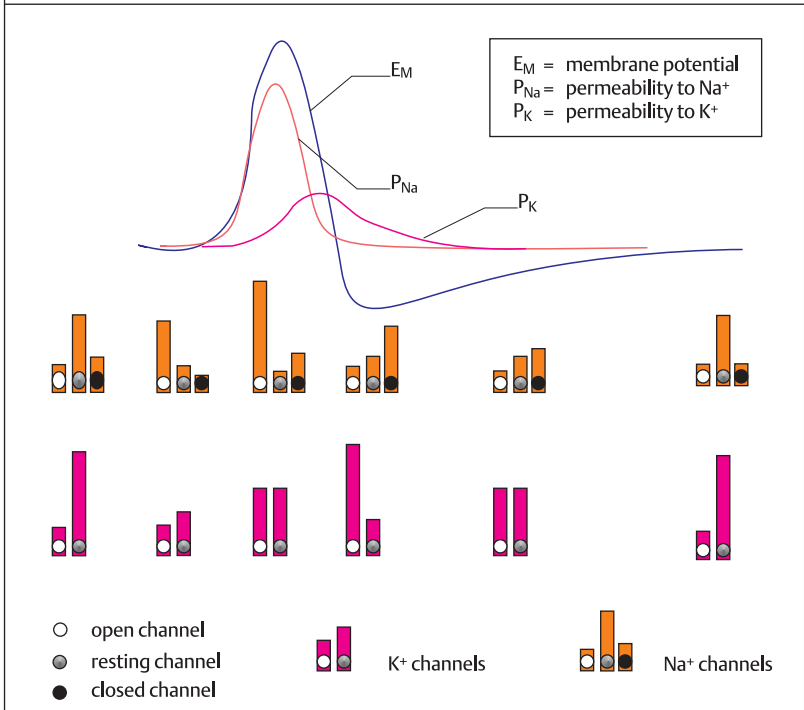 E_M
P_Na
P_K
E_M = membrane potential
P_Na = permeability to Na⁺
P_K = permeability to K⁺
open channel
resting channel
closed channel
K⁺ channels
Na⁺ channels